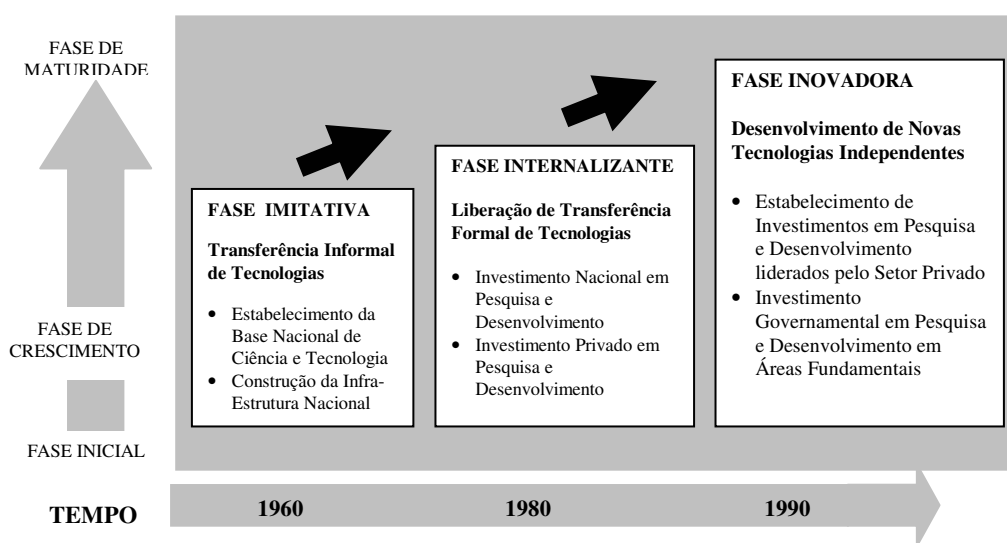 FASE DE
MATURIDADE
FASE DE
CRESCIMENTO
FASE INICIAL
FASE IMITATIVA
Transferência Informal
de Tecnologias
• Estabelecimento da
Base Nacional de
Ciência e Tecnologia
• Construção da Infra-
Estrutura Nacional
FASE INTERNALIZANTE
Liberação de Transferência
Formal de Tecnologias
• Investimento Nacional em
Pesquisa e
Desenvolvimento
• Investimento Privado em
Pesquisa e
Desenvolvimento
FASE INOVADORA
Desenvolvimento de Novas
Tecnologias Independentes
• Estabelecimento de
Investimentos em Pesquisa
e Desenvolvimento
liderados pelo Setor Privado
• Investimento
Governamental em Pesquisa
e Desenvolvimento em
Áreas Fundamentais
TEMPO 1960 1980 1990